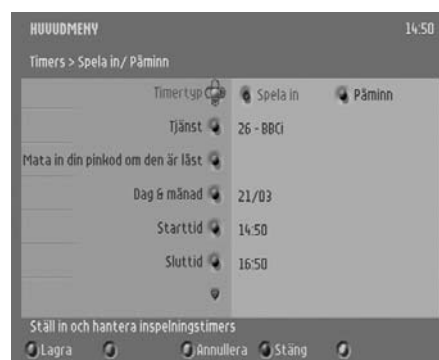 HUVUDMENY 14:50
Timers > Spela in/ Påminn
Timertyp Spela in Påminn
Tjänst 26 - BBCi
Mata in din pinkod om den är låst
Dag & månad 21/03
Starttid 14:50
Sluttid 16:50
Ställ in och hantera inspelningstimers
Lagra Annullera Stäng